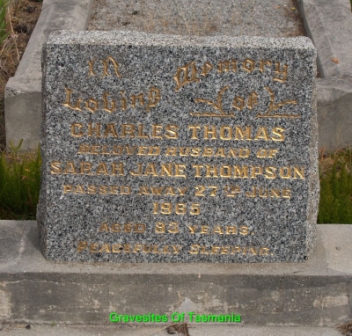 In Loving Memory
— Of —
CHARLES THOMAS
BELOVED HUSBAND OF
SARAH JANE THOMPSON
PASSED AWAY 27TH JUNE
AGED 83 YEARS
PEACEFULLY SLEEPING
Gravesites Of Tasmania